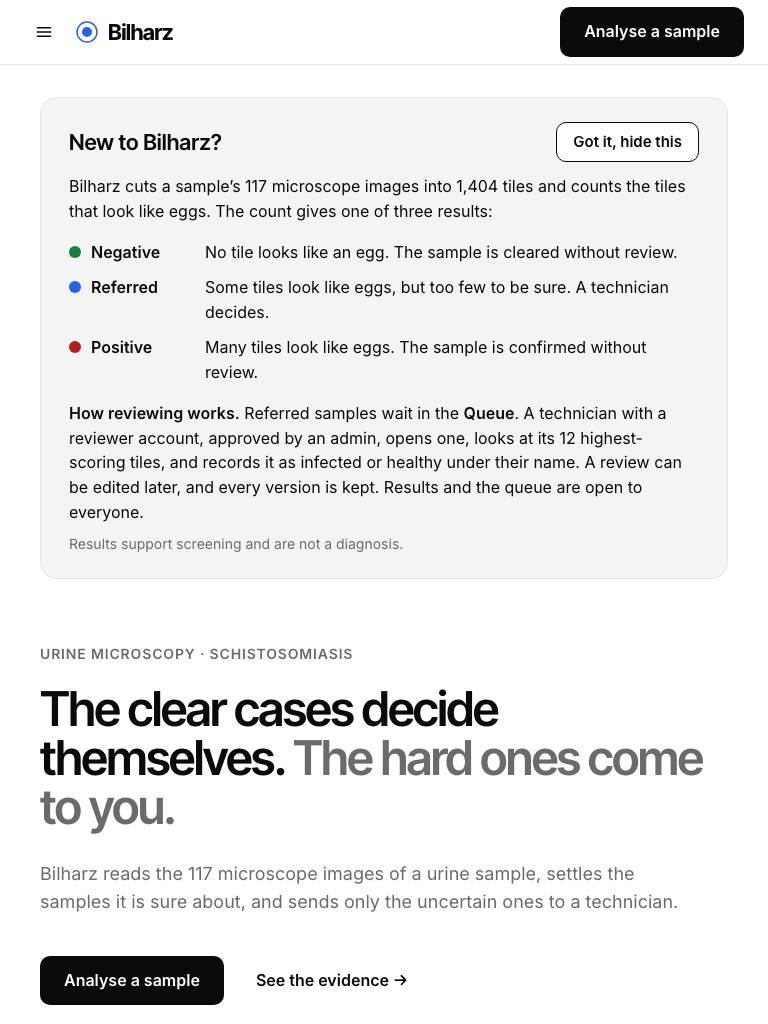 Bilharz
Analyse a sample
New to Bilharz?
Got it, hide this
Bilharz cuts a sample’s 117 microscope images into 1,404 tiles and counts the tiles
that look like eggs. The count gives one of three results:
Negative No tile looks like an egg. The sample is cleared without review.
Referred Some tiles look like eggs, but too few to be sure. A technician
decides.
Positive Many tiles look like eggs. The sample is confirmed without
review.
How reviewing works. Referred samples wait in the Queue. A technician with a
reviewer account, approved by an admin, opens one, looks at its 12 highest-
scoring tiles, and records it as infected or healthy under their name. A review can
be edited later, and every version is kept. Results and the queue are open to
everyone.
Results support screening and are not a diagnosis.
URINE MICROSCOPY · SCHISTOSOMIASIS
The clear cases decide
themselves. The hard ones come
to you.
Bilharz reads the 117 microscope images of a urine sample, settles the
samples it is sure about, and sends only the uncertain ones to a technician.
Analyse a sample
See the evidence →